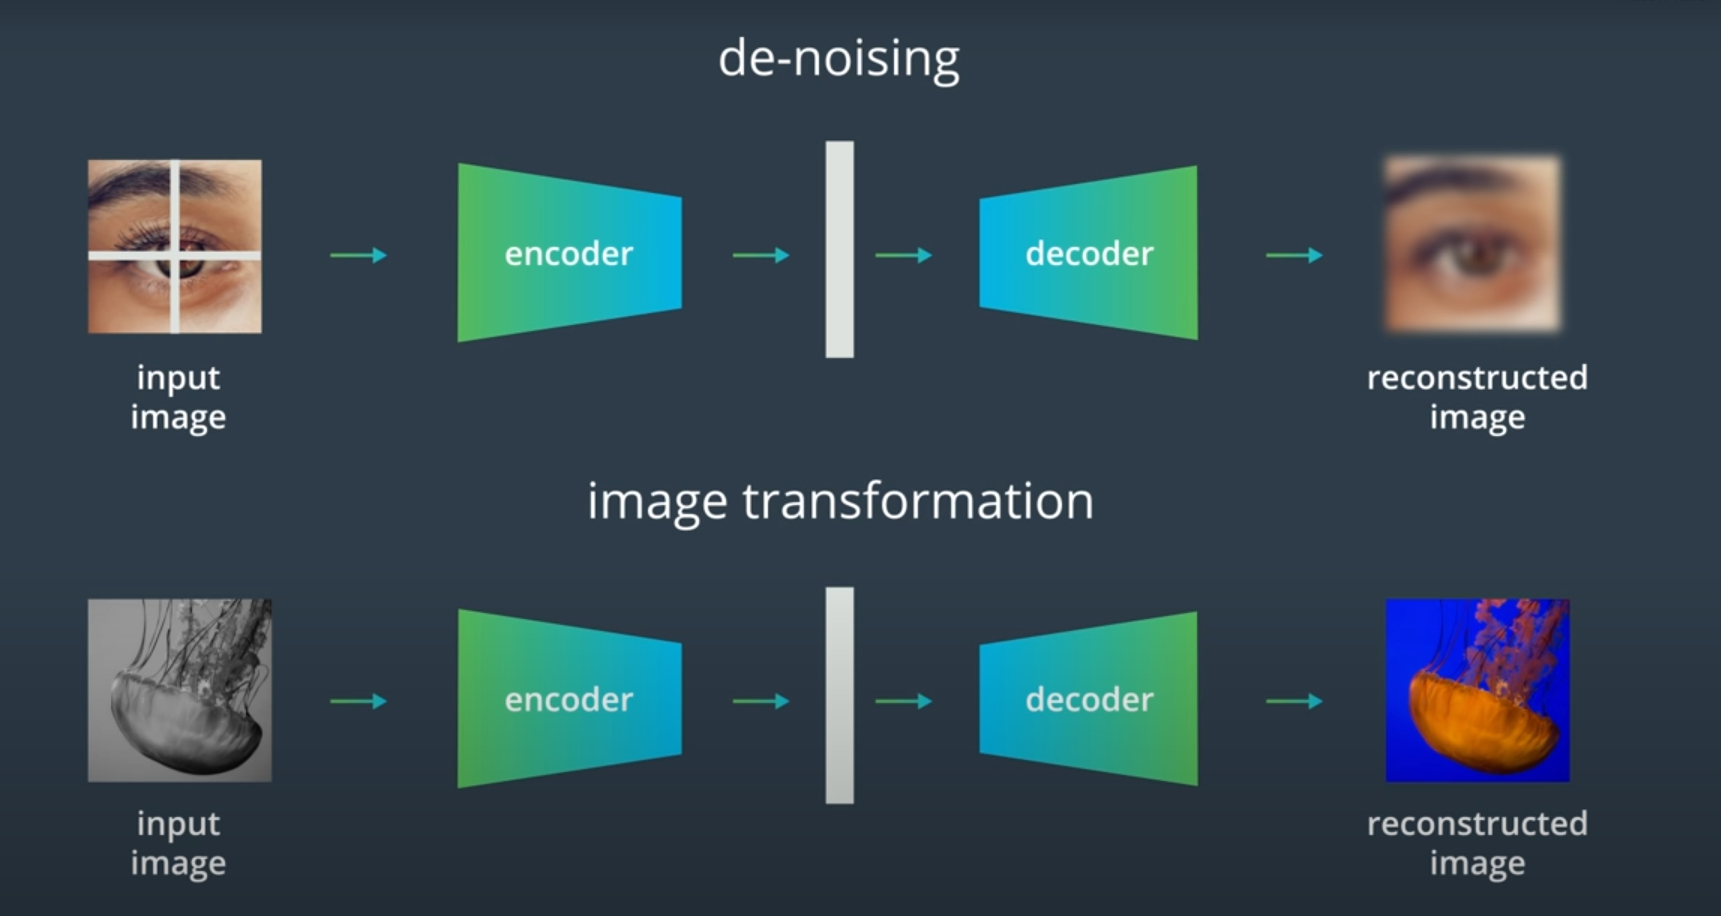 de-noising
encoder
decoder
input
image
reconstructed
image
image transformation
encoder
decoder
input
image
reconstructed
image